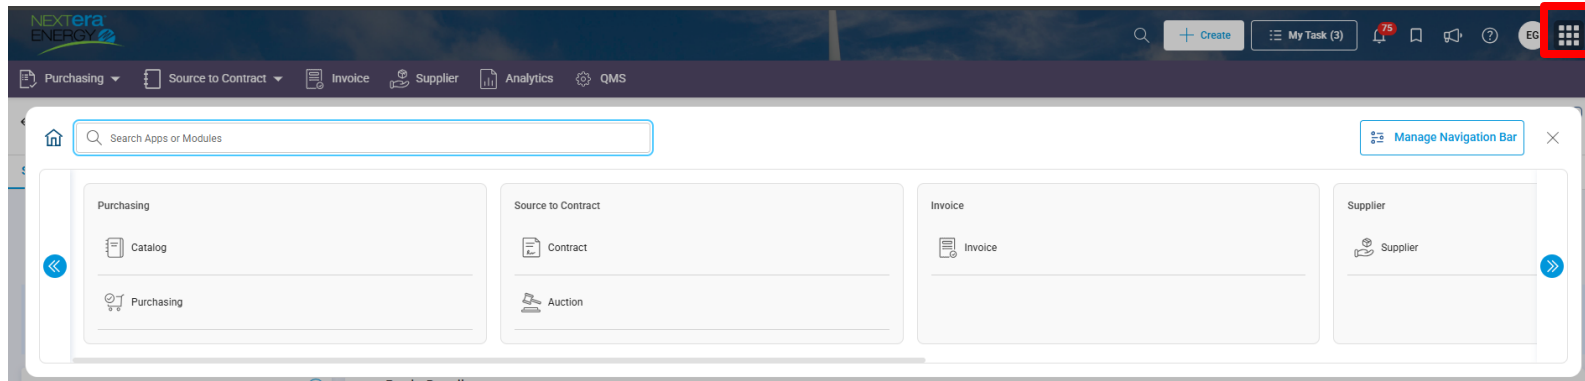 NEXTera
ENERGY
Create
My Task (3)
75
EG
Purchasing
Source to Contract
Invoice
Supplier
Analytics
QMS
Search Apps or Modules
Manage Navigation Bar
Purchasing
Source to Contract
Invoice
Supplier
Catalog
Contract
Invoice
Supplier
Purchasing
Auction